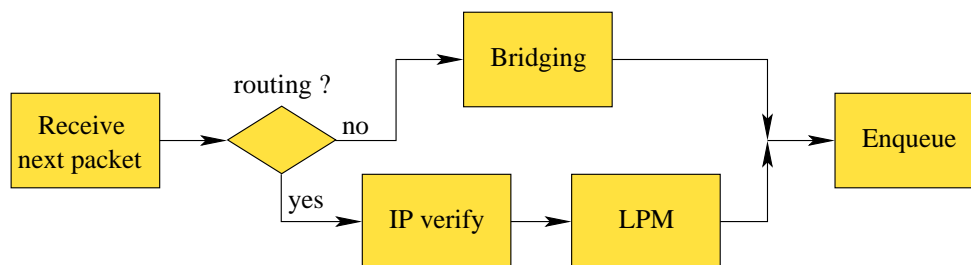 Receive
next packet
routing ?
no
yes
Bridging
IP verify
LPM
Enqueue